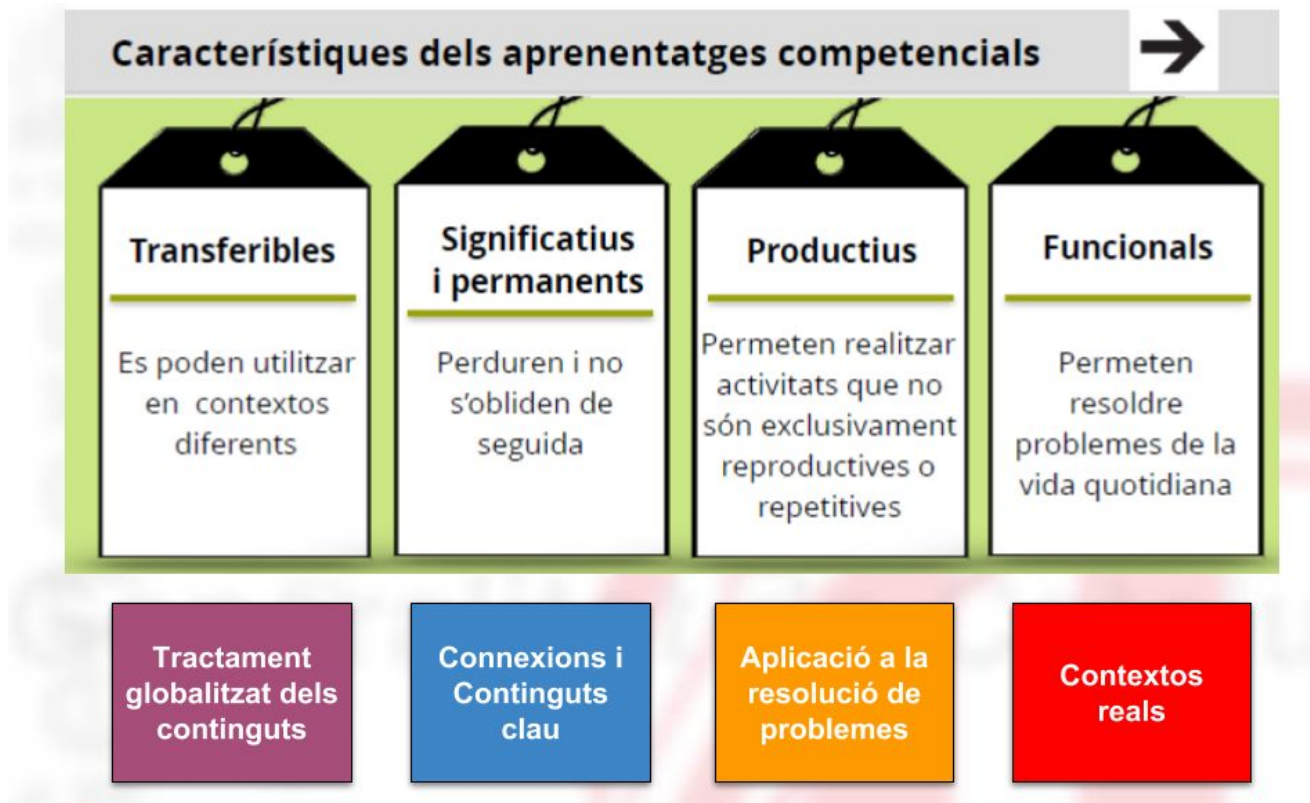 Característíques dels aprenentatges competencials
Transferibles
Es poden utilitzar
en contextos
diferents
Significatius
i permanents
Perduren i no
s'obliden de
seguida
Productius
Permeten realitzar
activitats que no
són exclusivament
reproductives o
repetitives
Funcionals
Permeten
resoldre
problemes de la
vida quotidiana
Tractament
globalitzat dels
continguts
Connexions i
Continguts
clau
Aplicació a la
resolució de
problemes
Contextos
reals